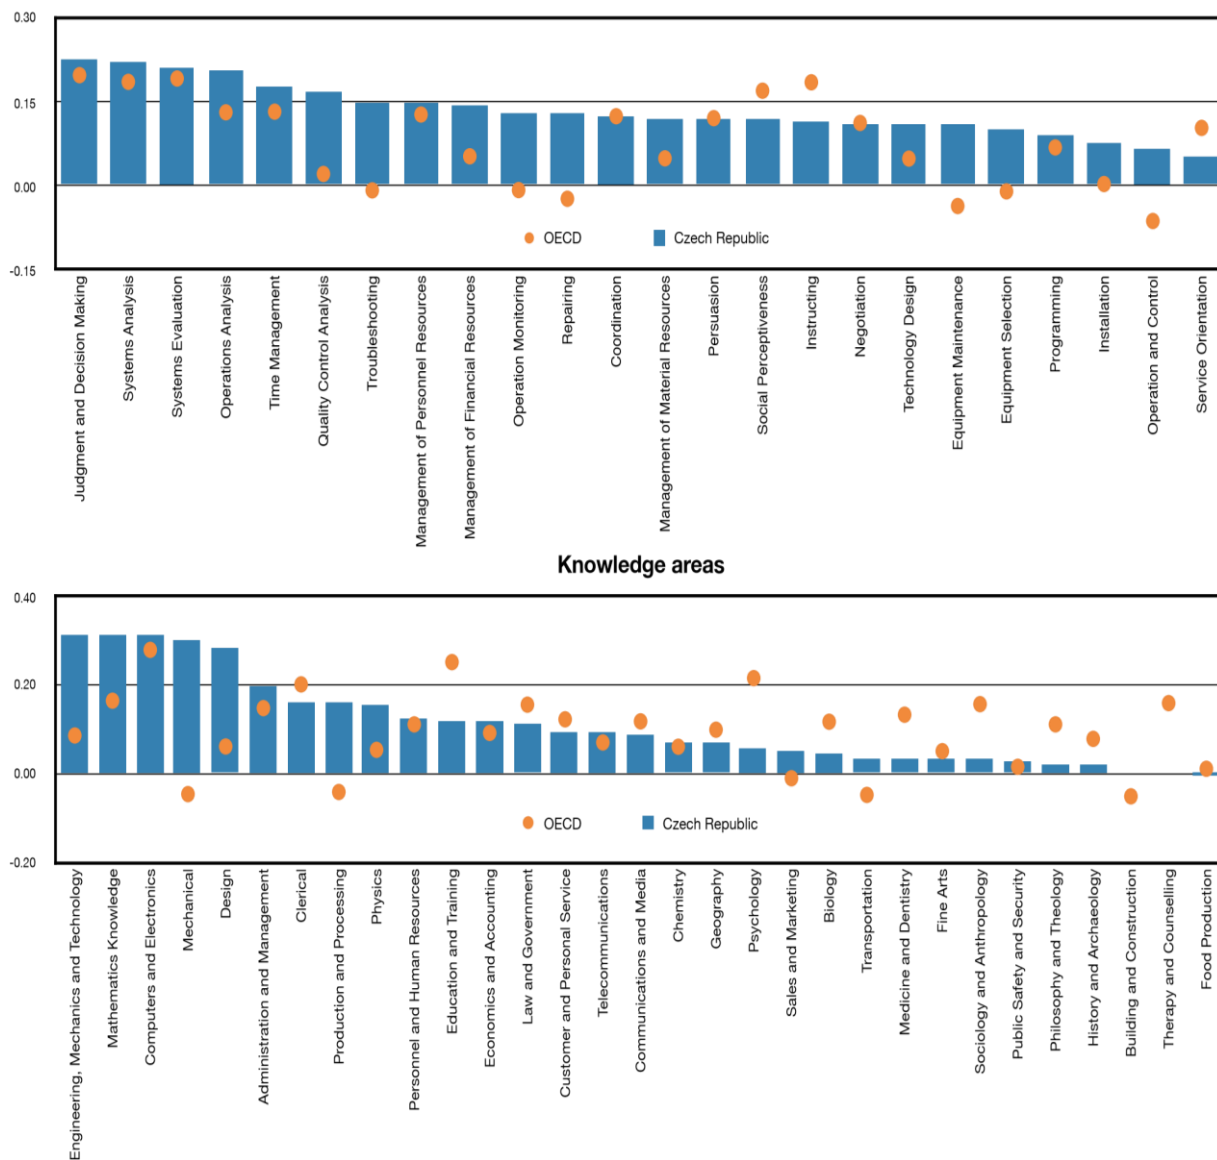 0.30
0.15
0.00
-0.15
OECD
Czech Republic
Judgment and Decision Making
Systems Analysis
Systems Evaluation
Operations Analysis
Time Management
Quality Control Analysis
Troubleshooting
Management of Personnel Resources
Management of Financial Resources
Operation Monitoring
Repairing
Coordination
Management of Material Resources
Persuasion
Social Perceptiveness
Instructing
Negotiation
Technology Design
Equipment Maintenance
Equipment Selection
Programming
Installation
Operation and Control
Service Orientation
Knowledge areas
0.40
0.20
0.00
-0.20
OECD
Czech Republic
Engineering, Mechanics and Technology
Mathematics Knowledge
Computers and Electronics
Mechanical
Design
Administration and Management
Clerical
Production and Processing
Physics
Personnel and Human Resources
Education and Training
Economics and Accounting
Law and Government
Customer and Personal Service
Telecommunications
Communications and Media
Chemistry
Geography
Psychology
Sales and Marketing
Biology
Transportation
Medicine and Dentistry
Fine Arts
Sociology and Anthropology
Public Safety and Security
Philosophy and Theology
History and Archaeology
Building and Construction
Therapy and Counselling
Food Production